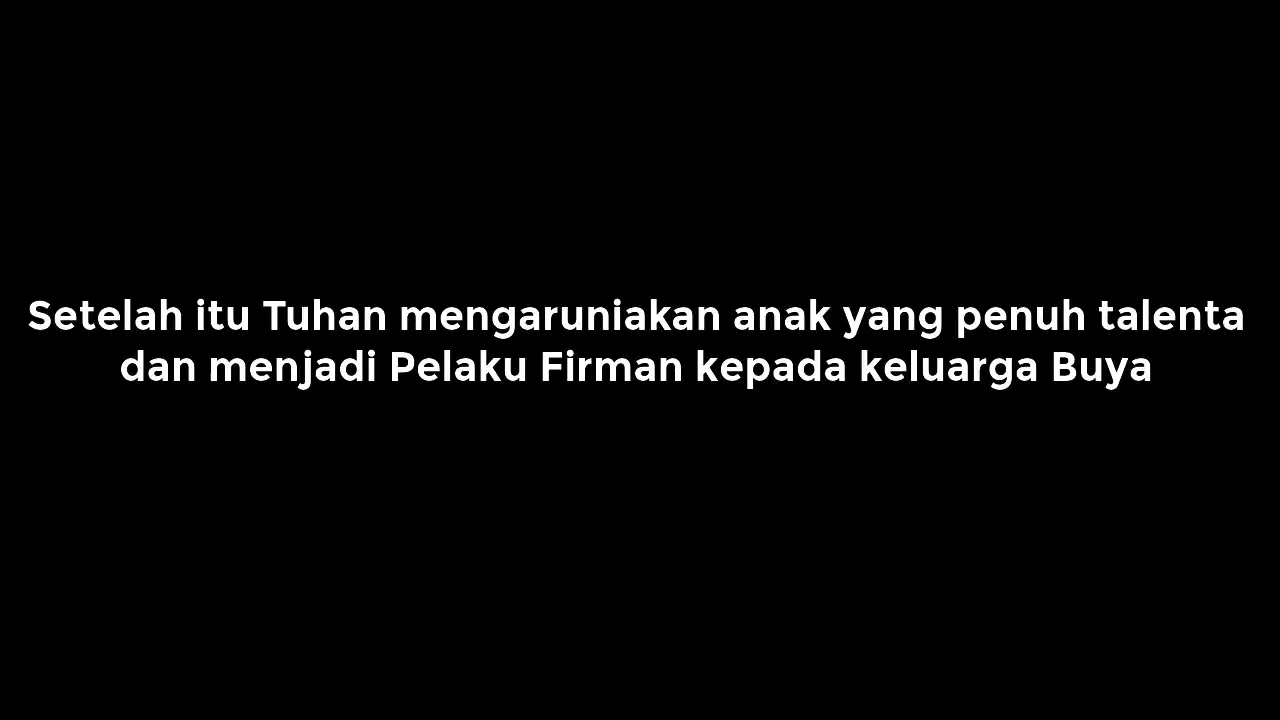 Setelah itu Tuhan mengaruniakan anak yang penuh talenta
dan menjadi Pelaku Firman kepada keluarga Buya